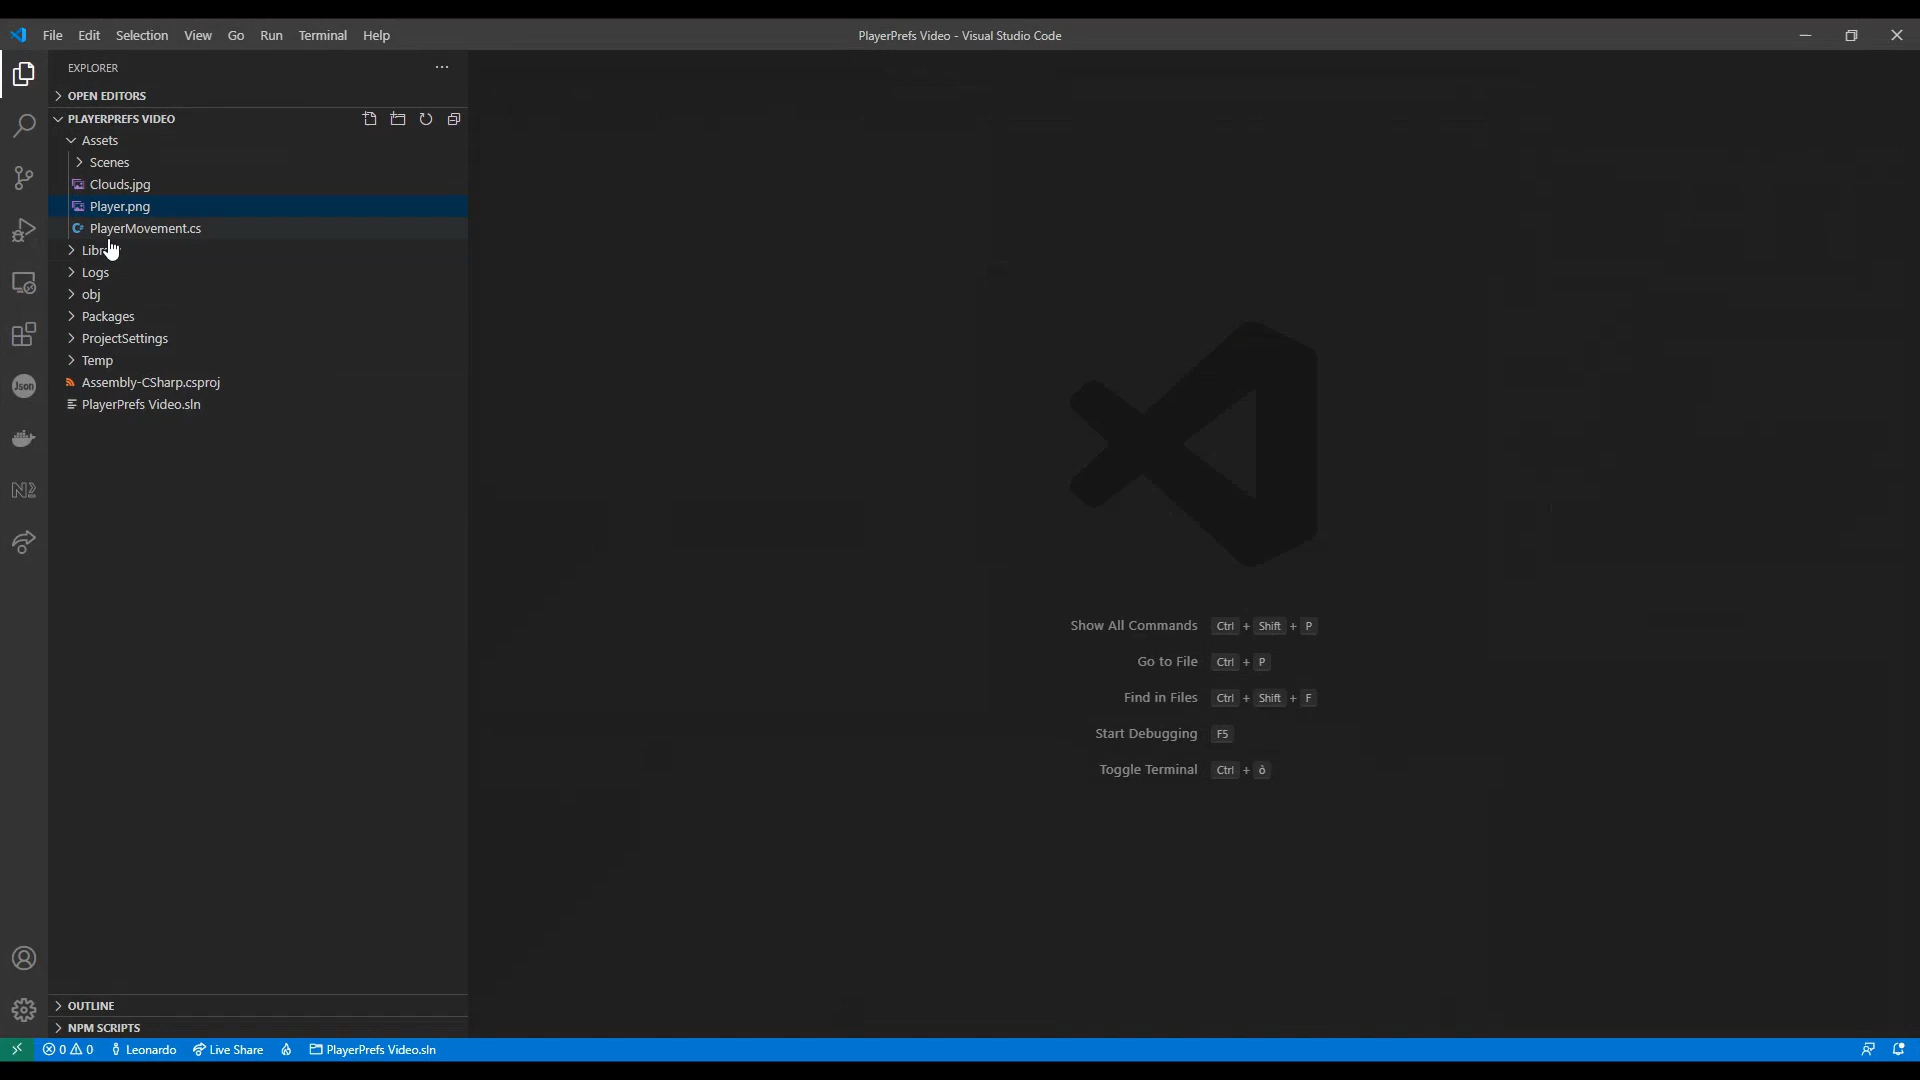 File Edit Selection View Go Run Terminal Help
PlayerPrefs Video - Visual Studio Code
EXPLORER
OPEN EDITORS
PLAYERPREFS VIDEO
Assets
Scenes
Clouds.jpg
Player.png
PlayerMovement.cs
Logs
obj
Packages
ProjectSettings
Temp
Assembly-CSharp.csproj
PlayerPrefs Video.sln
Json
Show All Commands Ctrl + Shift + P
Go to File Ctrl + P
Find in Files Ctrl + Shift + F
Start Debugging F5
Toggle Terminal Ctrl + ò
OUTLINE
NPM SCRIPTS
0 0 Leonardo Live Share PlayerPrefs Video.sln